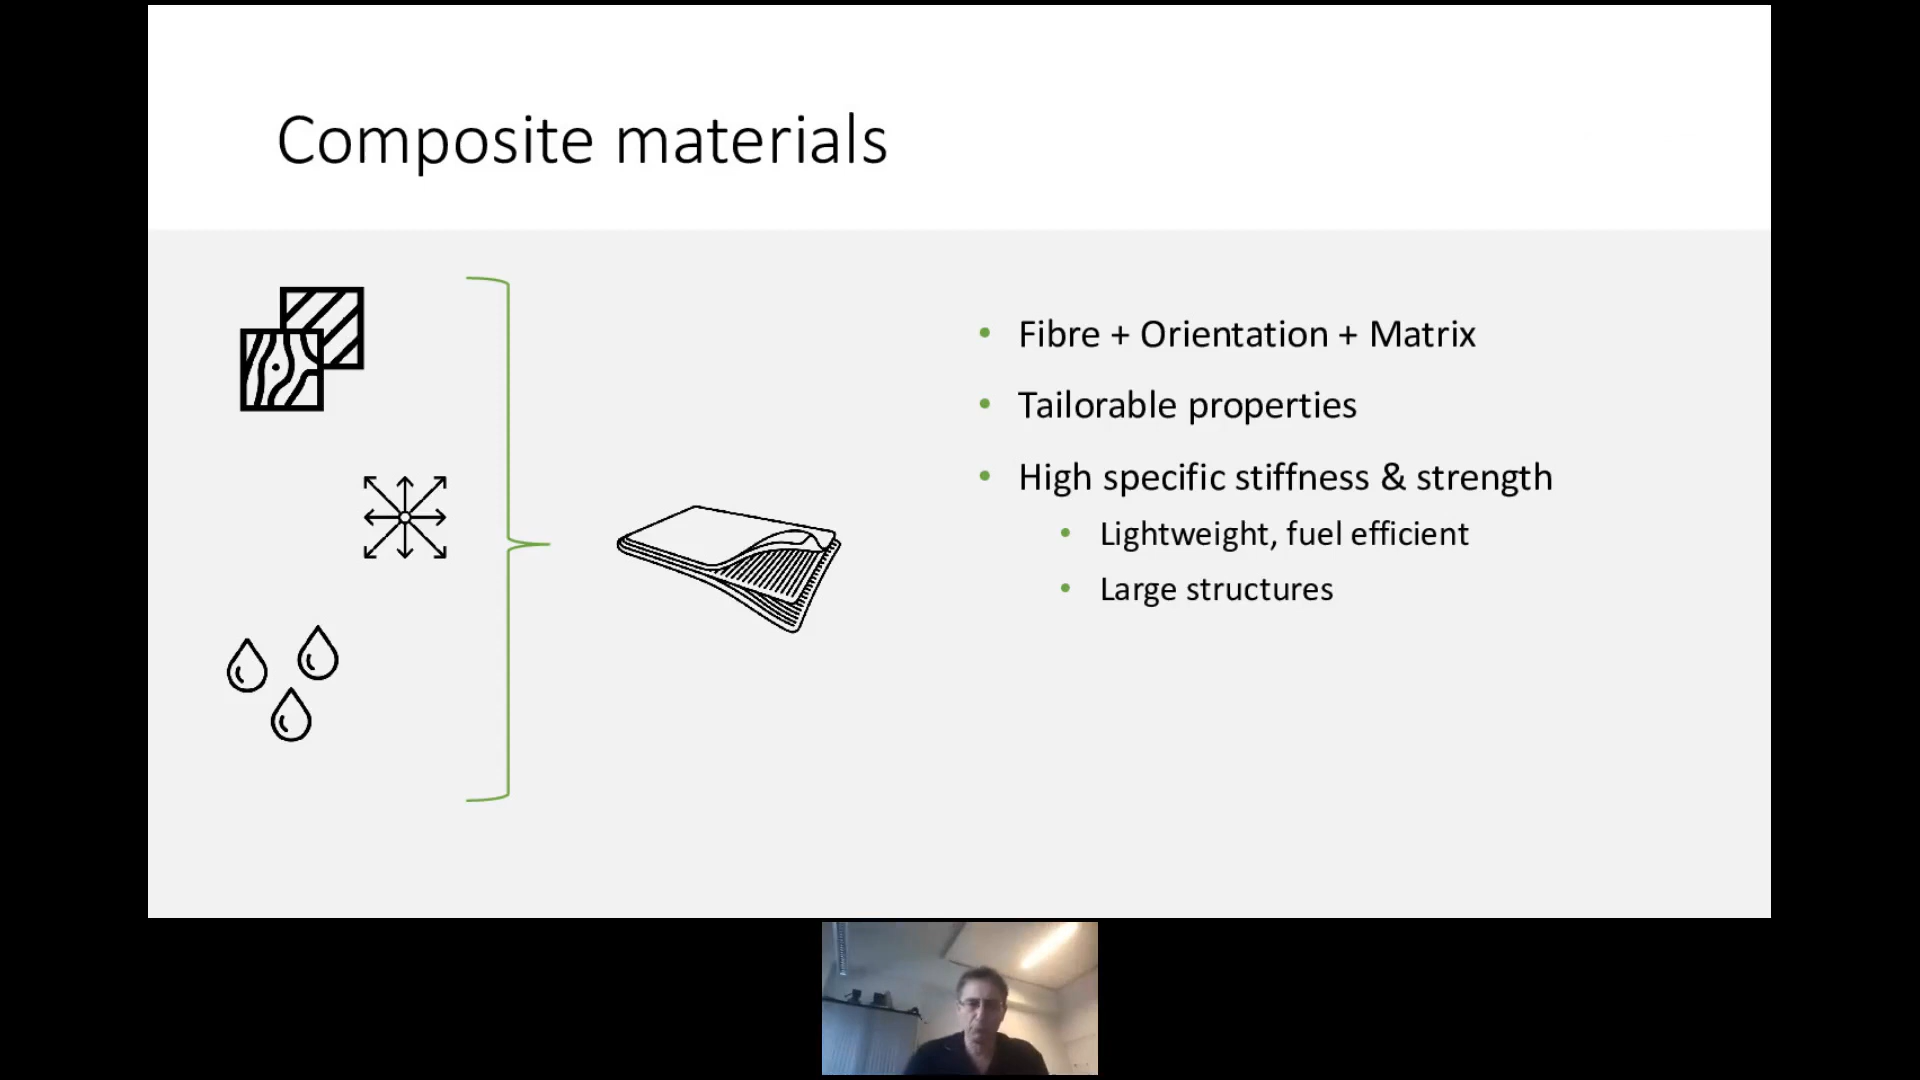 Composite materials
Fibre + Orientation + Matrix
Tailorable properties
High specific stiffness & strength
Lightweight, fuel efficient
Large structures